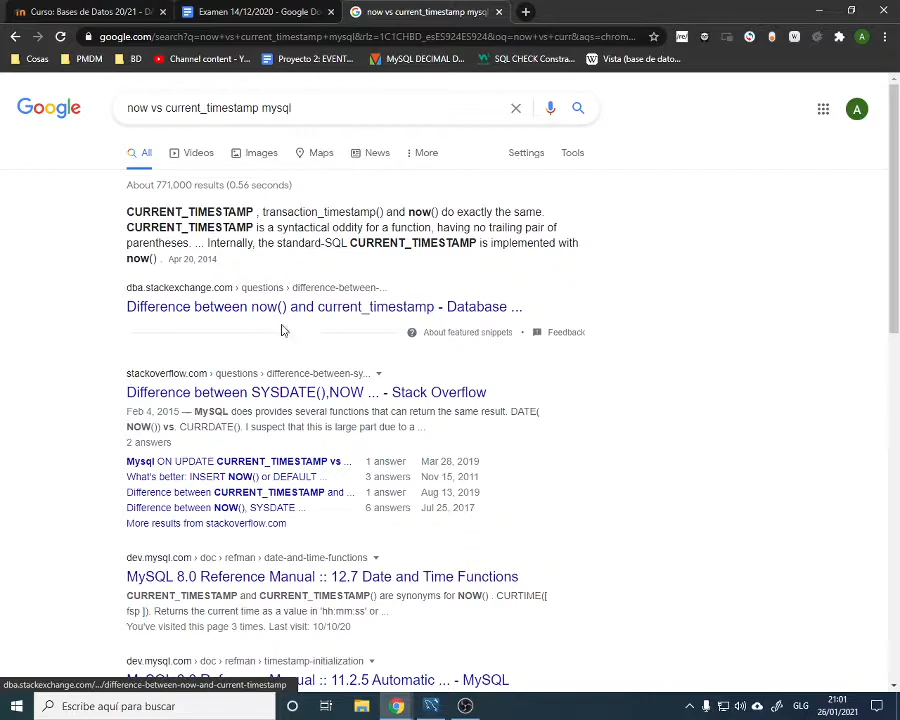 Curso: Bases de Datos 20/21 - DA
Examen 14/12/2020 - Google Do
now vs current_timestamp mysql
google.com/search?q=now+vs+current_timestamp+mysql&rlz=1C1CHBD_esES924ES924&oq=now+vs+curr&aqs=chrom...
Cosas
PMDM
BD
Channel content - Y...
Proyecto 2: EVENT...
MySQL DECIMAL D...
SQL CHECK Constra...
Vista (base de dato...
Google
now vs current_timestamp mysql
A
All
Videos
Images
Maps
News
More
Settings
Tools
About 771,000 results (0.56 seconds)
CURRENT_TIMESTAMP , transaction_timestamp() and now() do exactly the same.
CURRENT_TIMESTAMP is a syntactical oddity for a function, having no trailing pair of
parentheses. ... Internally, the standard-SQL CURRENT_TIMESTAMP is implemented with
now() . Apr 20, 2014
dba.stackexchange.com › questions › difference-between-...
Difference between now() and current_timestamp - Database ...
About featured snippets • Feedback
stackoverflow.com › questions › difference-between-sy...
Difference between SYSDATE(),NOW ... - Stack Overflow
Feb 4, 2015 — MySQL does provides several functions that can return the same result. DATE(
NOW()) vs. CURRDATE(). I suspect that this is large part due to a ...
2 answers
Mysql ON UPDATE CURRENT_TIMESTAMP vs ... 1 answer Mar 28, 2019
What's better: INSERT NOW() or DEFAULT ... 3 answers Nov 15, 2011
Difference between CURRENT_TIMESTAMP and ... 1 answer Aug 13, 2019
Difference between NOW(), SYSDATE ... 6 answers Jul 25, 2017
More results from stackoverflow.com
dev.mysql.com › doc › refman › date-and-time-functions
MySQL 8.0 Reference Manual :: 12.7 Date and Time Functions
CURRENT_TIMESTAMP and CURRENT_TIMESTAMP() are synonyms for NOW() . CURTIME([
fsp ]). Returns the current time as a value in 'hh:mm:ss' or ...
You've visited this page 3 times. Last visit: 10/10/20
dev.mysql.com › doc › refman › timestamp-initialization
MySQL 8.0 Reference Manual :: 11.2.5 Automatic ... - MySQL
dba.stackexchange.com/.../difference-between-now-and-current-timestamp
Escribe aquí para buscar
GLG
21:01
26/01/2021